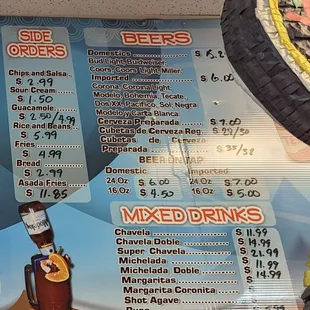 SIDE
ORDERS
Chips and Salsa..
$ 2.99
Sour Cream.....
$ 1.50
Guacamole
$ 2.50/4.99
Rice and Beans...
$ 5.99
Fries
$ 4.99
Bread
$ 2.99
Asada Fries
$ 11.85
BEERS
Domestics $
Bud Light, Budweiser,
Coors, Coors Light, Miller.
Imported $ 6.00
Corona, Corona Light,
Modelo, Bohemia, Tecate,
Dos XX, Pacifico, Sol, Negra
Modelo y Carta Blanca.
Cerveza Preparada $ 7.00
Cubetas de Cerveza Reg. $
Cubetas de Cerveza
Preparada $ 35/38
BEER ON TAP
Domestic Imported
24 Oz $ 6.00 24 Oz $ 7.00
16 Oz $ 4.50 16 Oz $ 5.00
MIXED DRINKS
Chavela $ 11.99
Chavela Doble $ 14.99
Super Chavela $ 21.99
Michelada $ 11.99
Michelada Doble $ 14.99
Margaritas $
Margarita Coronita $
Shot Agave $